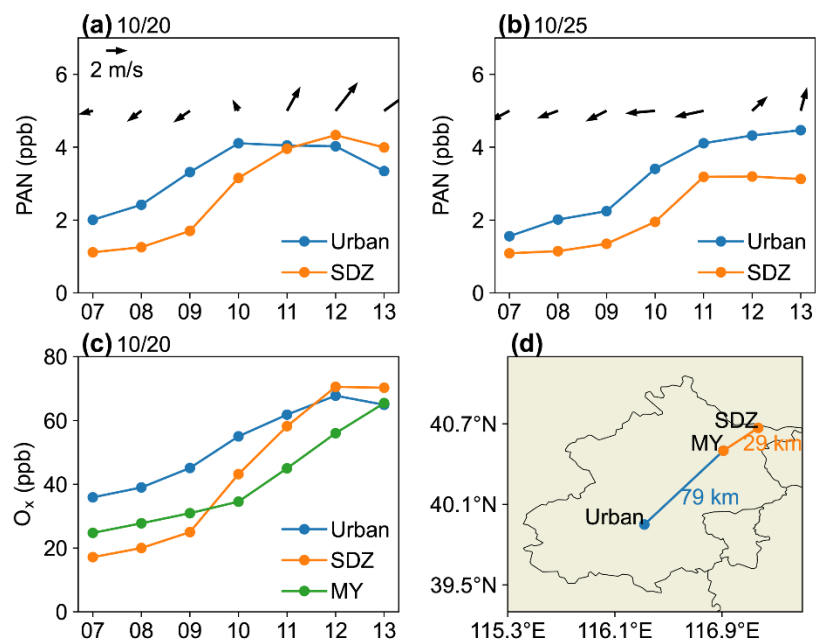 (a) 10/20
2 m/s
PAN (ppb)
6
4
2
0
Urban
SDZ
07 08 09 10 11 12 13
(b) 10/25
PAN (pbb)
6
4
2
0
Urban
SDZ
07 08 09 10 11 12 13
(c) 10/20
Ox (ppb)
80
60
40
20
0
Urban
SDZ
MY
07 08 09 10 11 12 13
(d)
40.7°N
40.1°N
39.5°N
SDZ
MY
29 km
79 km
Urban
115.3°E 116.1°E 116.9°E